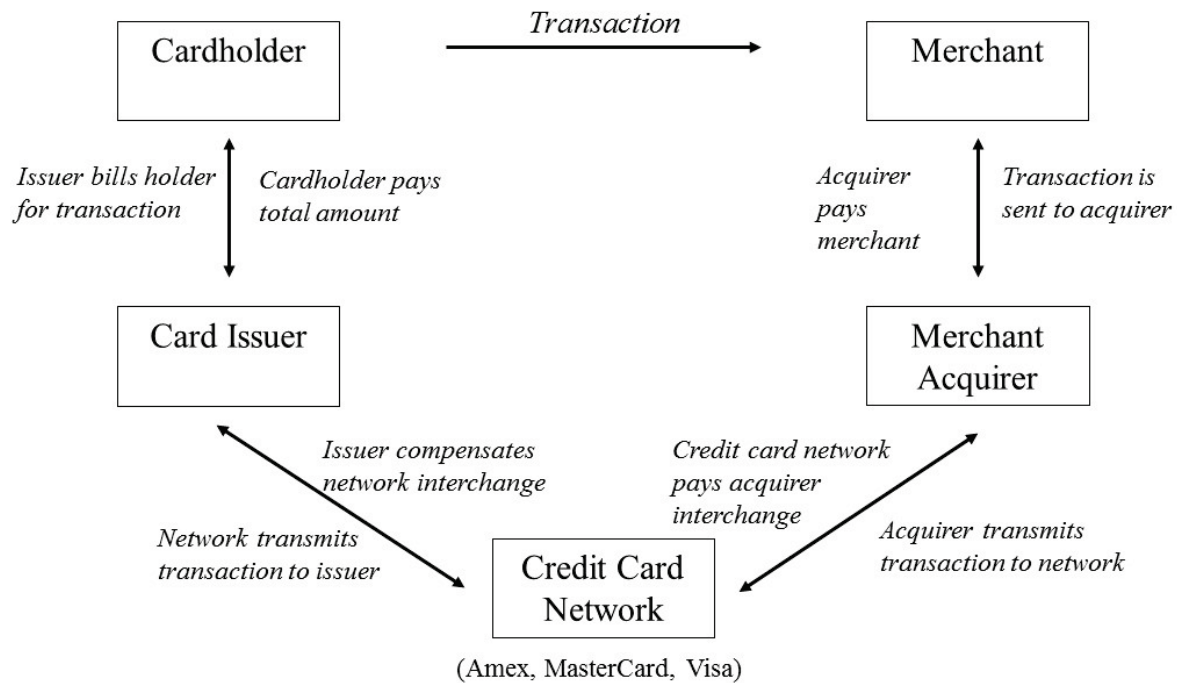 Transaction
Cardholder
Merchant
Issuer bills holder
for transaction
Cardholder pays
total amount
Acquirer
pays
merchant
Transaction is
sent to acquirer
Card Issuer
Merchant
Acquirer
Issuer compensates
network interchange
Credit card network
pays acquirer
interchange
Network transmits
transaction to issuer
Acquirer transmits
transaction to network
Credit Card
Network
(Amex, MasterCard, Visa)